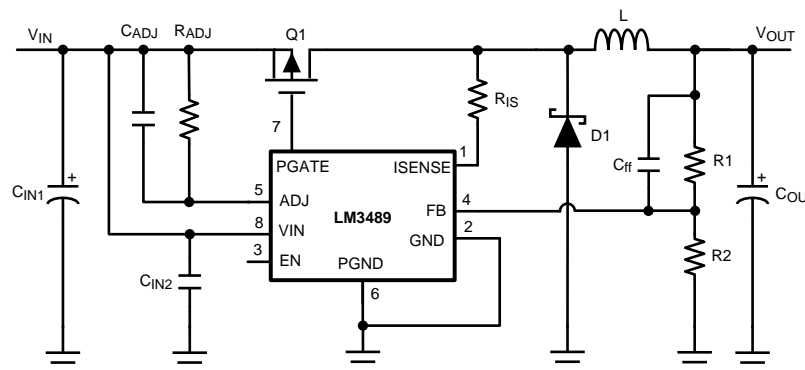 VIN CADJ RADJ Q1 L VOUT
RIS
7 1 D1 Cff R1
PGATE ISENSE
CIN1 + 5 ADJ LM3489 FB 4 + COU
8 VIN GND 2
3 EN PGND R2
CIN2 6